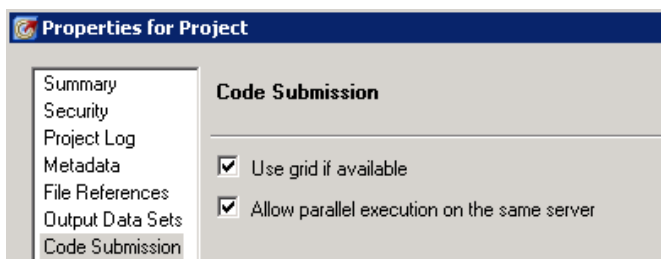 Properties for Project
Summary
Security
Project Log
Metadata
File References
Output Data Sets
Code Submission
Code Submission
Use grid if available
Allow parallel execution on the same server